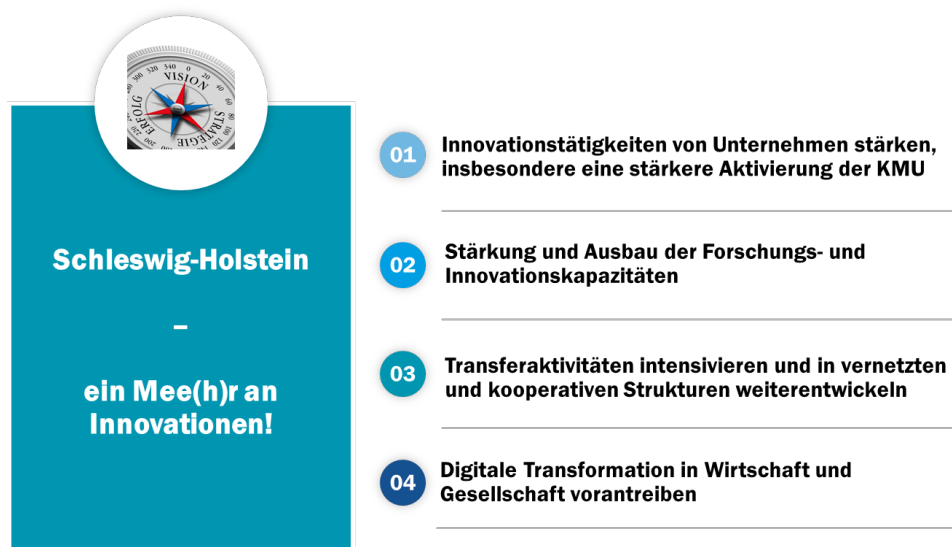 VISION
ERFOLG
STRATEGIE
Schleswig-Holstein
–
ein Mee(h)r an
Innovationen!
01
Innovationstätigkeiten von Unternehmen stärken,
insbesondere eine stärkere Aktivierung der KMU
02
Stärkung und Ausbau der Forschungs- und
Innovationskapazitäten
03
Transferaktivitäten intensivieren und in vernetzten
und kooperativen Strukturen weiterentwickeln
04
Digitale Transformation in Wirtschaft und
Gesellschaft vorantreiben